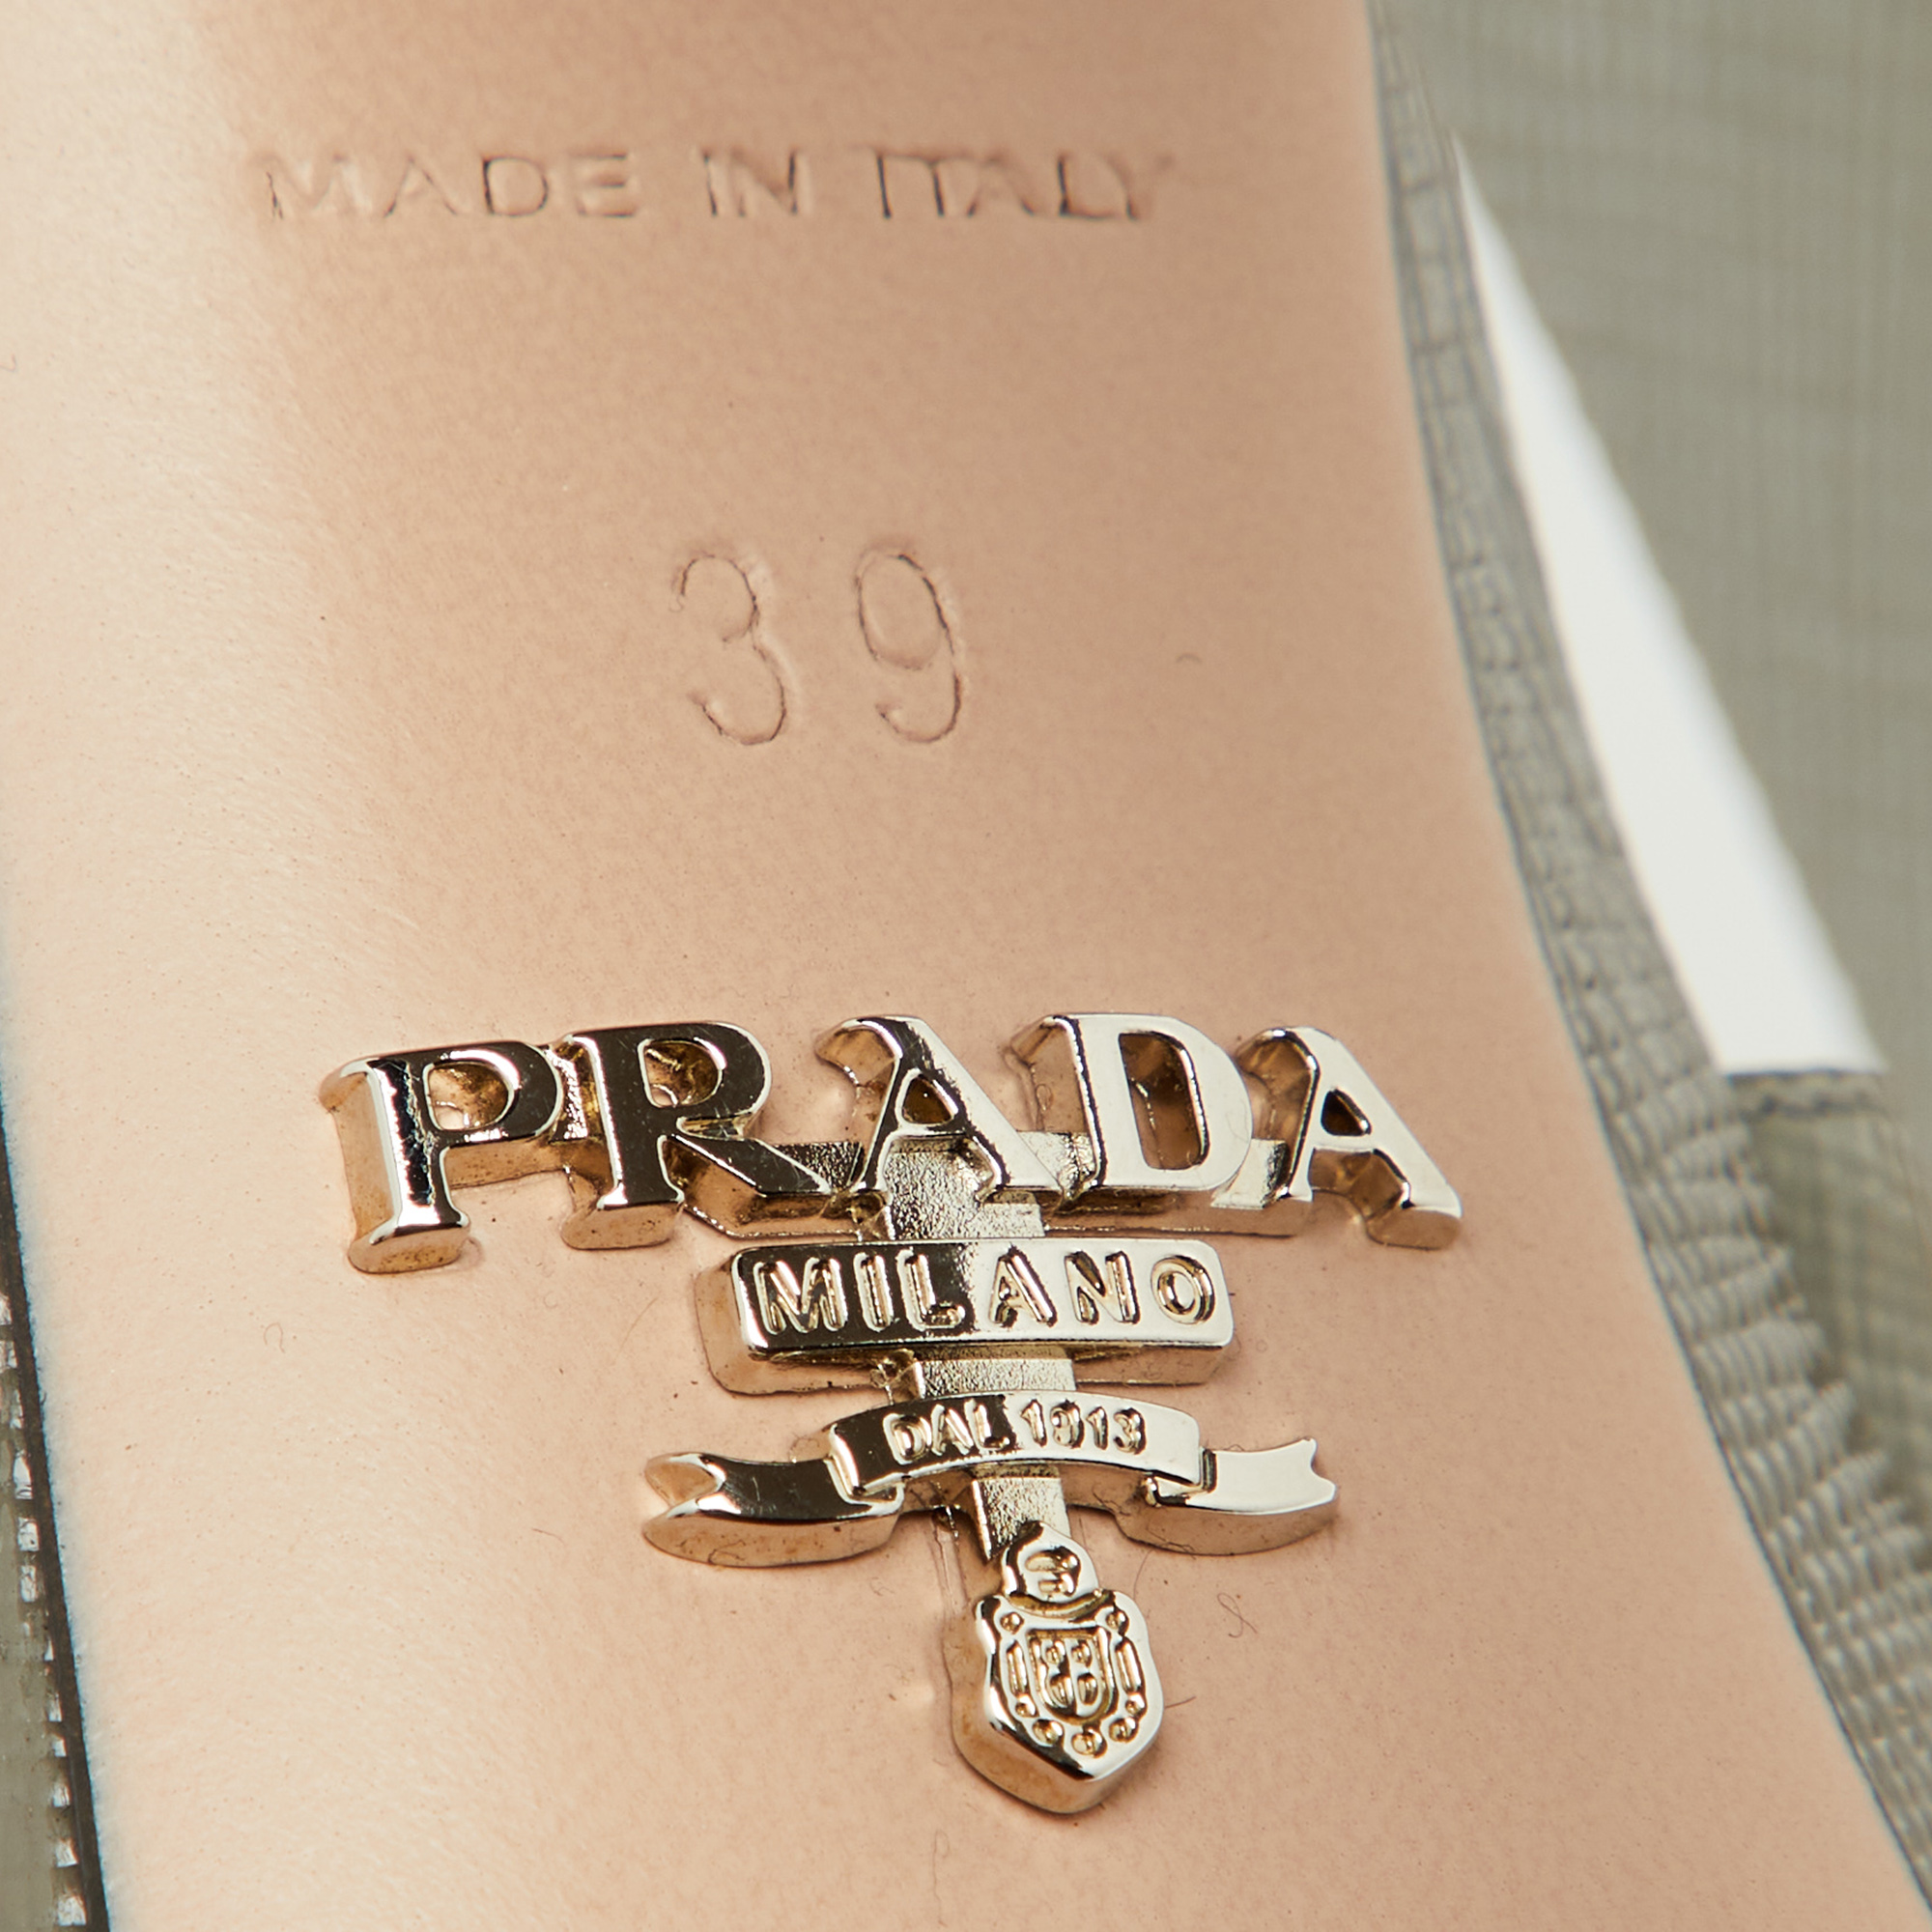 MADE IN ITALY
39
PRADA
MILANO
DAL 1913